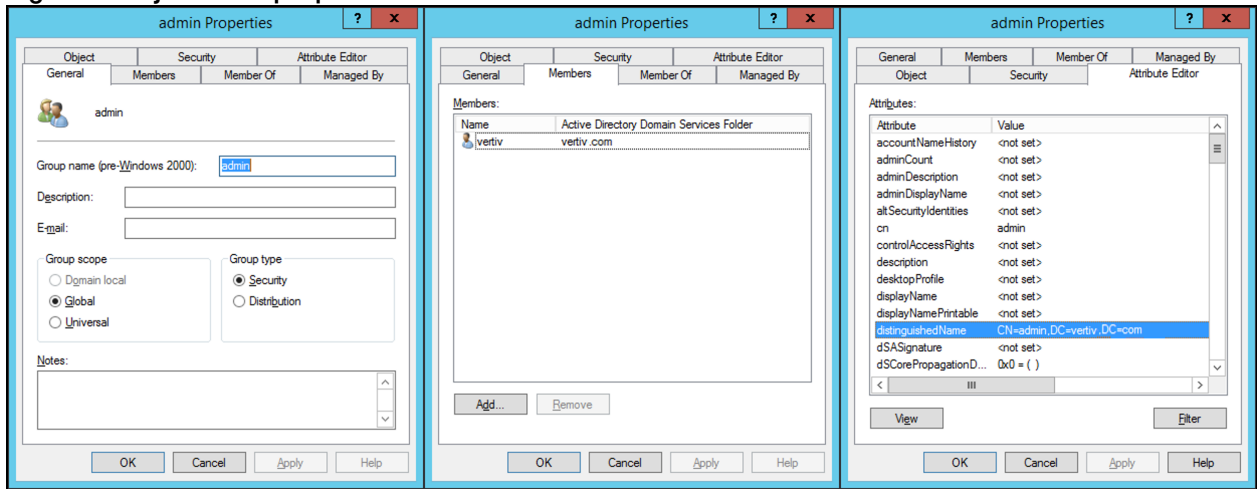 admin Properties ? x
Object Security Attribute Editor
General Members Member Of Managed By
admin
Group name (pre-Windows 2000): admin
Description:
E-mail:
Group scope
Domain local
Global
Universal
Group type
Security
Distribution
Notes:
OK Cancel Apply Help
admin Properties ? x
Object Security Attribute Editor
General Members Member Of Managed By
Members:
Name Active Directory Domain Services Folder
vertiv vertiv.com
Add... Remove
OK Cancel Apply Help
admin Properties ? x
General Members Member Of Managed By
Object Security Attribute Editor
Attributes:
Attribute Value
accountNameHistory <not set>
adminCount <not set>
adminDescription <not set>
adminDisplayName <not set>
altSecurityIdentities <not set>
cn admin
controlAccessRights <not set>
description <not set>
desktopProfile <not set>
displayName <not set>
displayNamePrintable <not set>
distinguishedName CN=admin,DC=vertiv,DC=com
dSASignature <not set>
dSCorePropagationD... 0x0 = ( )
View Filter
OK Cancel Apply Help